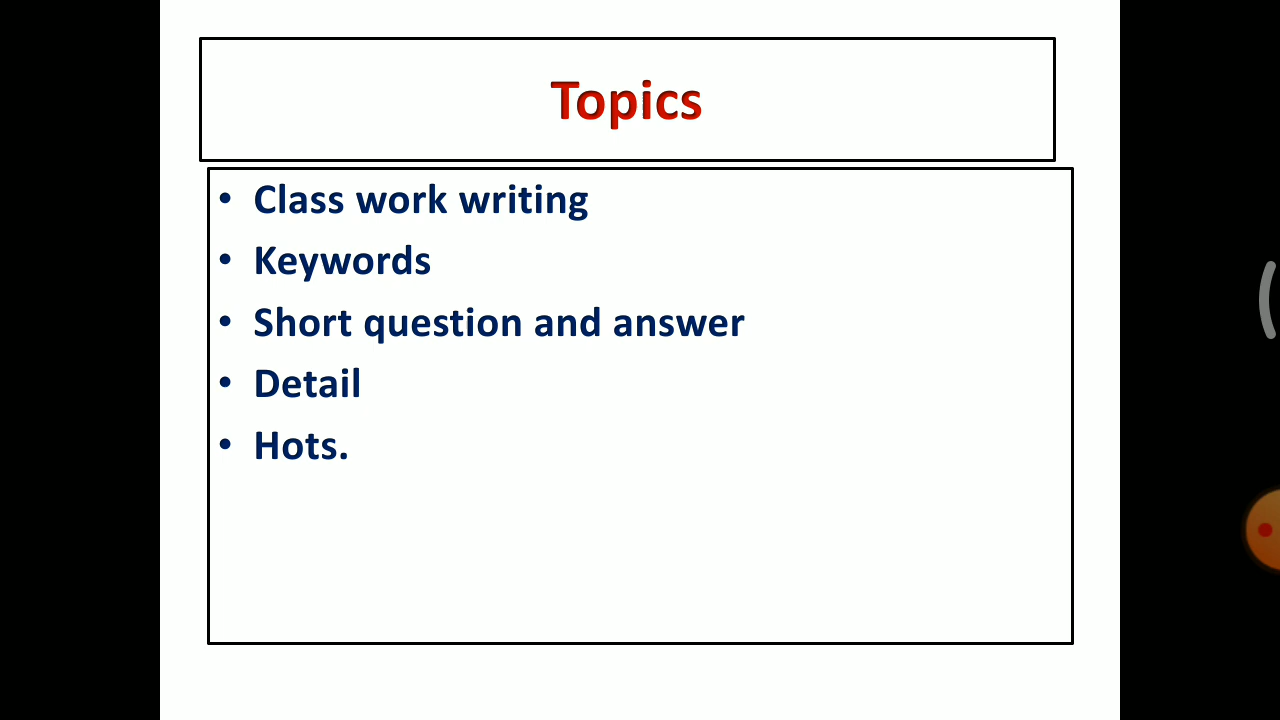 Topics
• Class work writing
• Keywords
• Short question and answer
• Detail
• Hots.